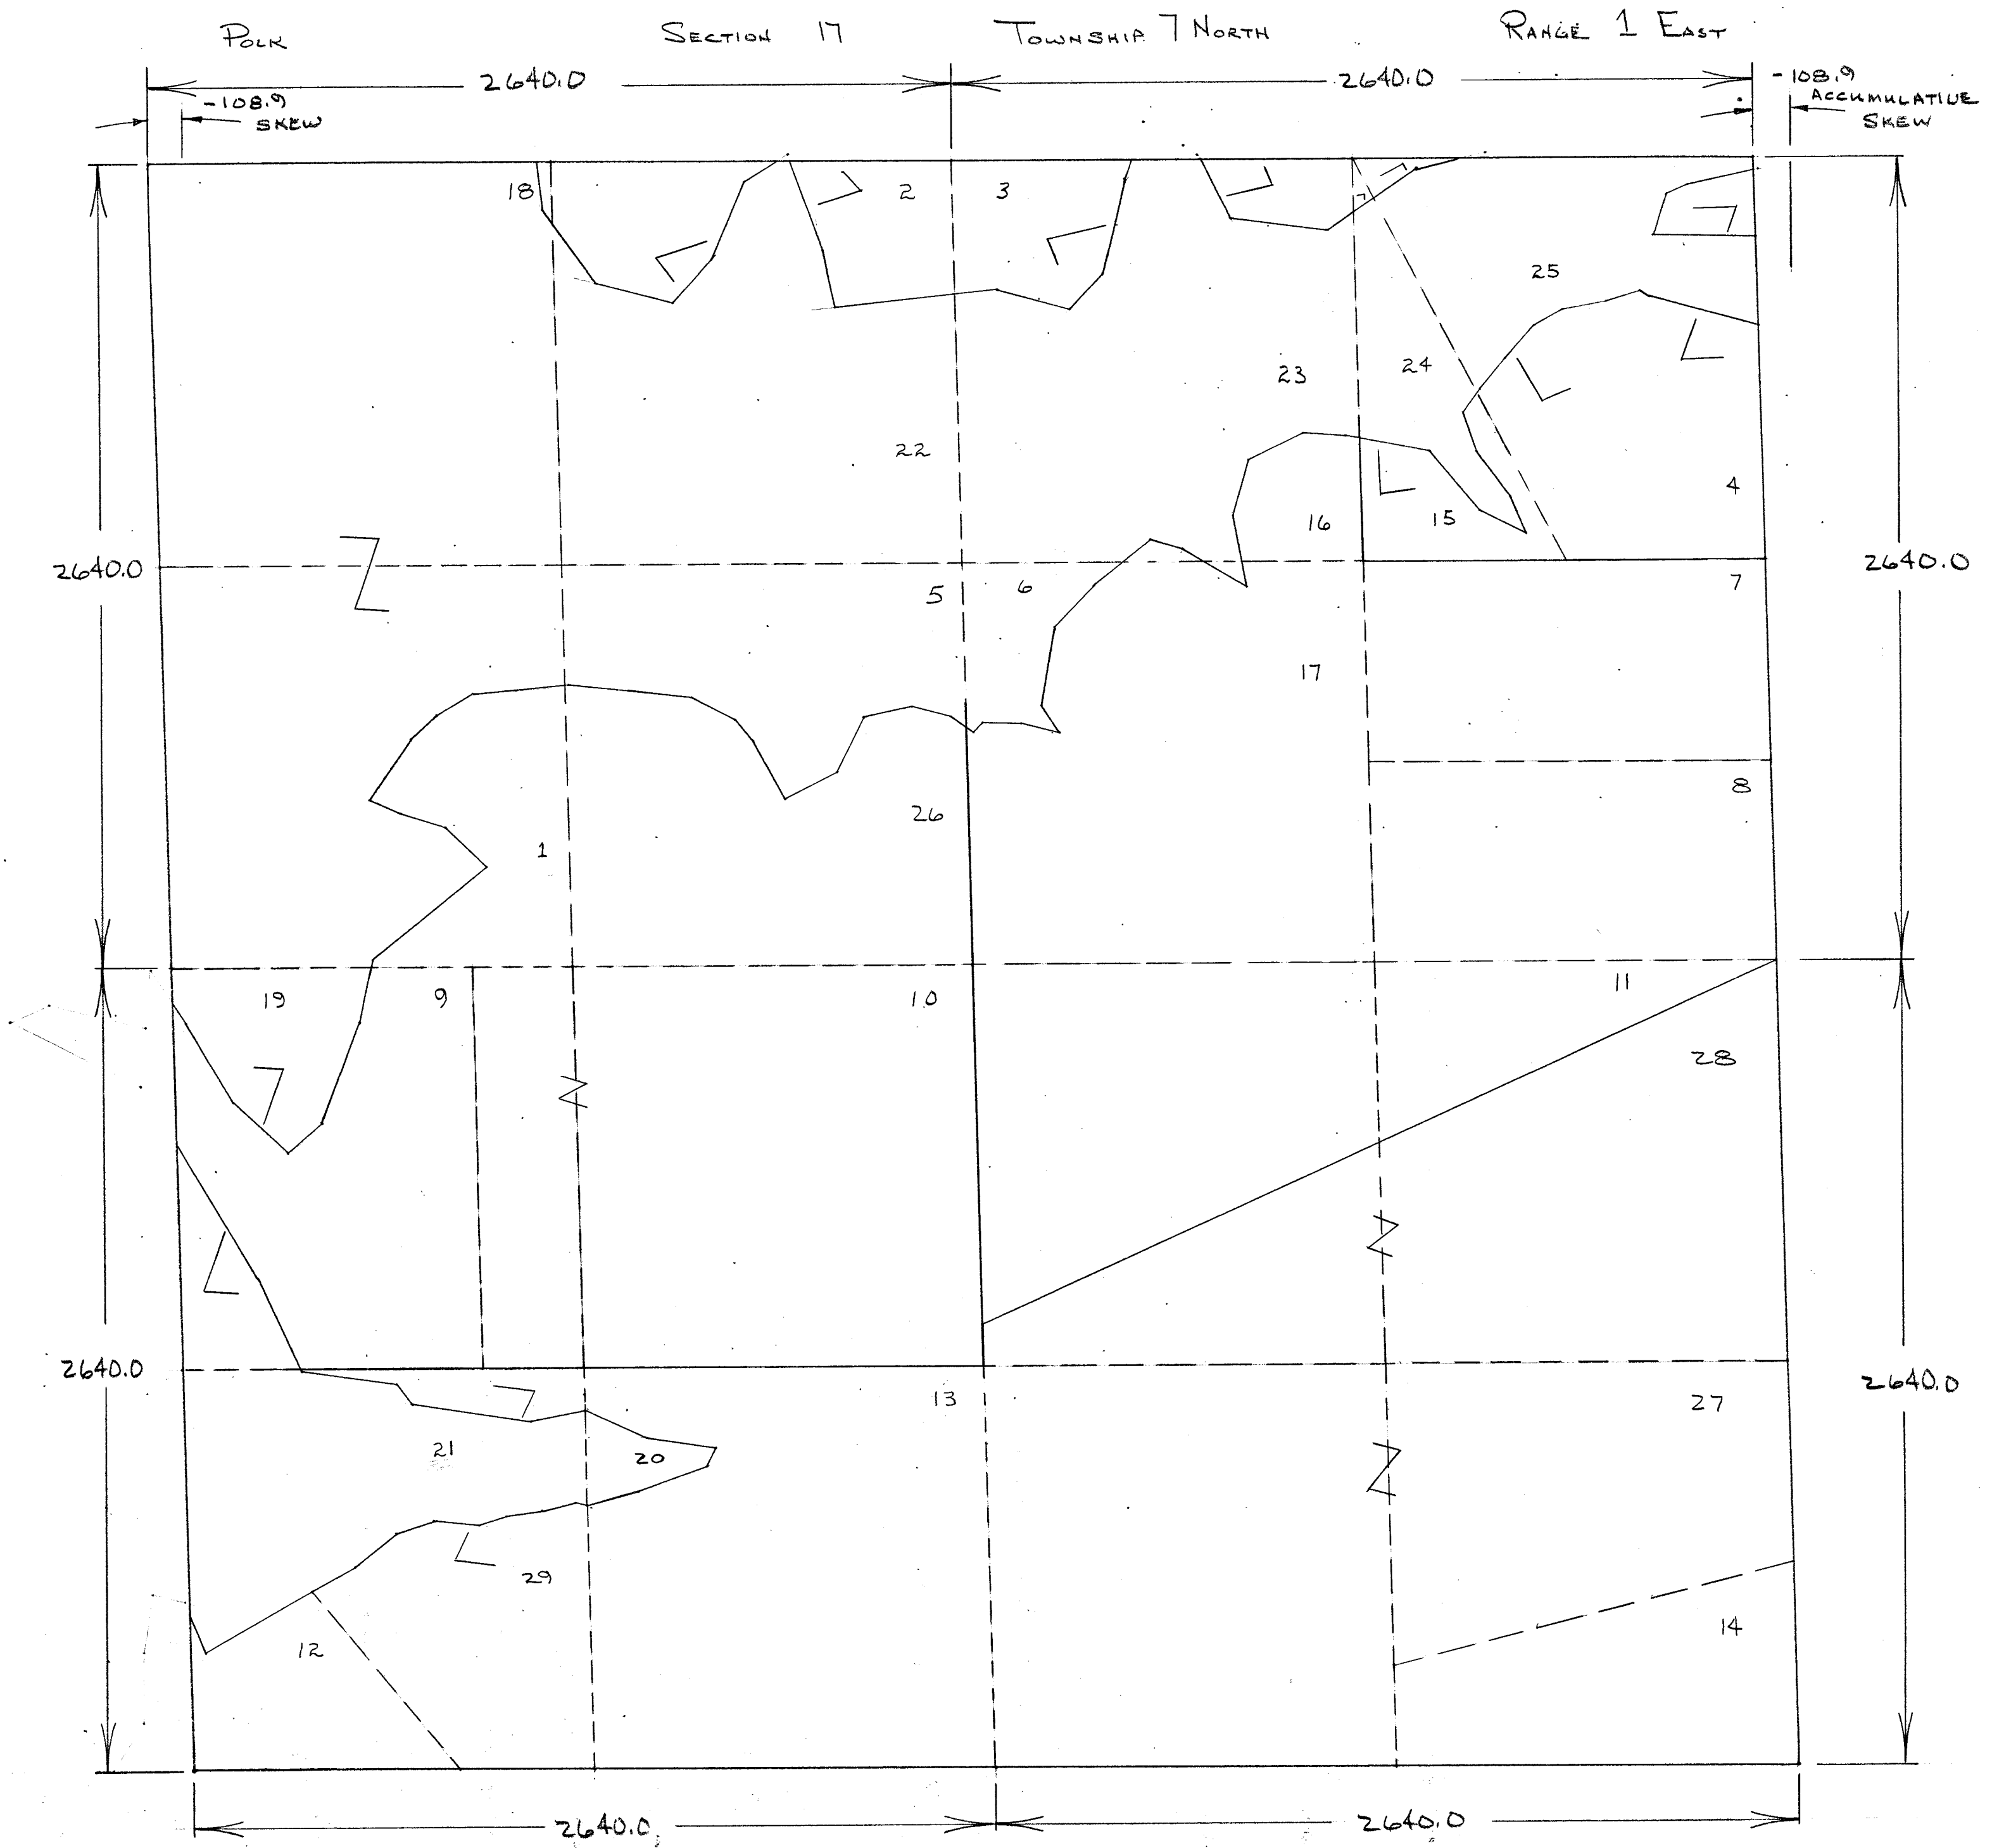 POLK SECTION 17 TOWNSHIP 7 NORTH RANGE 1 EAST
2640.0 2640.0
-108.9
SKEW
-108.9
ACCUMULATIVE
SKEW
18 2 3
25
23 24
22
4
16 15
2640.0 2640.0
5 6 7
17
8
26
1
19 9 10 11
28
2640.0 2640.0
13 27
21 20
29
12 14
2640.0 2640.0